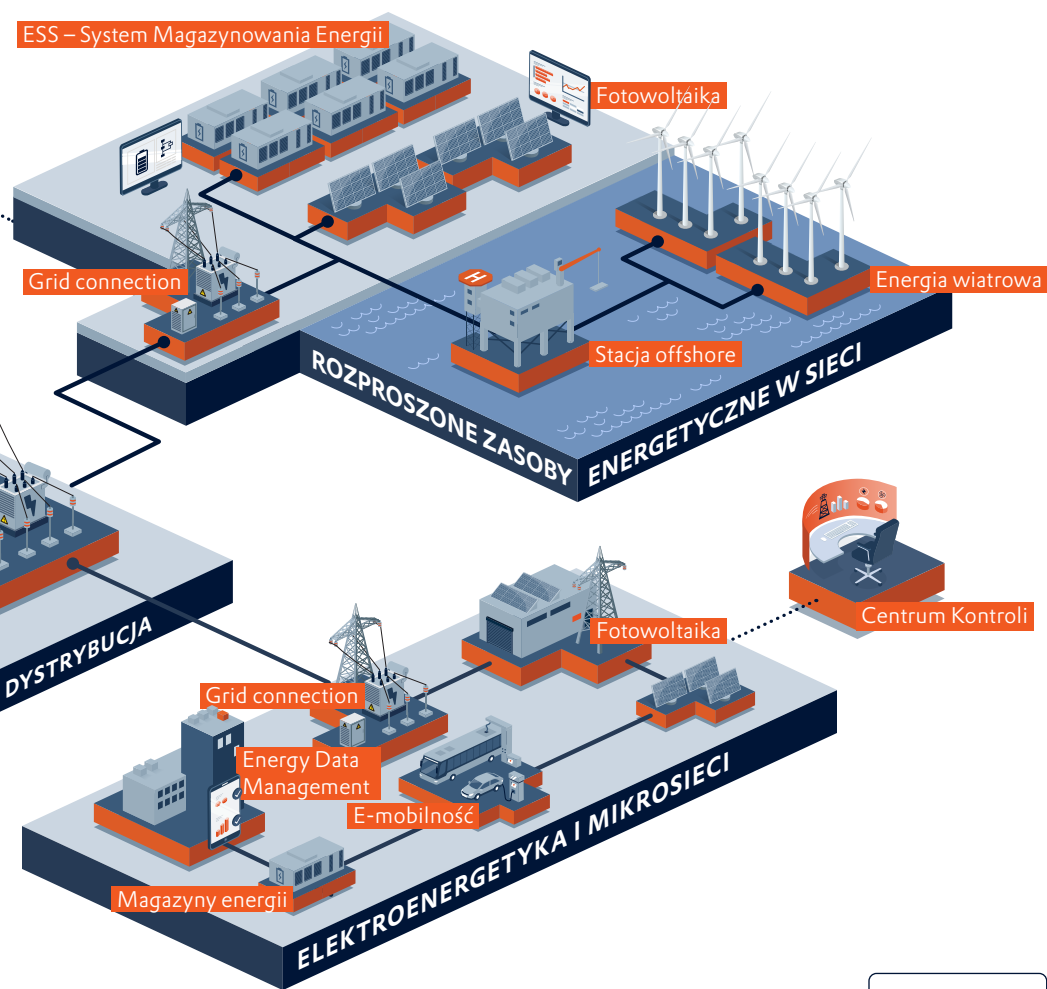 ESS – System Magazynowania Energii
Fotowoltaika
Grid connection
Energia wiatrowa
H
Stacja offshore
ROZPROSZONE ZASOBY
ENERGETYCZNE W SIECI
DYSTRYBUCJA
Centrum Kontroli
Fotowoltaika
Grid connection
Energy Data
Management
E-mobilność
Magazyny energii
ELEKTROENERGETYKA I MIKROSIECI